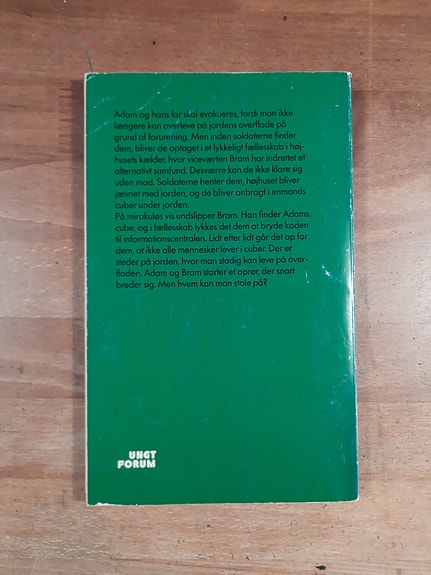 Adam og hans far skal evakueres, fordi man ikke
længere kan overleve på jordens overflade på
grund af forurening. Men inden soldaterne finder
dem, bliver de optaget i et lykkeligt fællesskab i høj-
husets kælder, hvor viceværten Bram har indrettet et
alternativt samfund. Desværre kan de ikke klare sig
uden mad. Soldaterne henter dem, højhuset bliver
jævnet med jorden, og de bliver anbragt i enmands
cuber under jorden.
På mirakuløs vis undslipper Bram. Han finder Adams
cube, og i fællesskab lykkes det dem at bryde koden
til informationscentralen. Lidt efter lidt går det op for
dem, at ikke alle mennesker lever i cuber. Der er
steder på jorden, hvor man stadig kan leve på over-
fladen. Adam og Bram starter et oprør, der snart
breder sig. Men hvem kan man stole på?
UNGT
FORUM